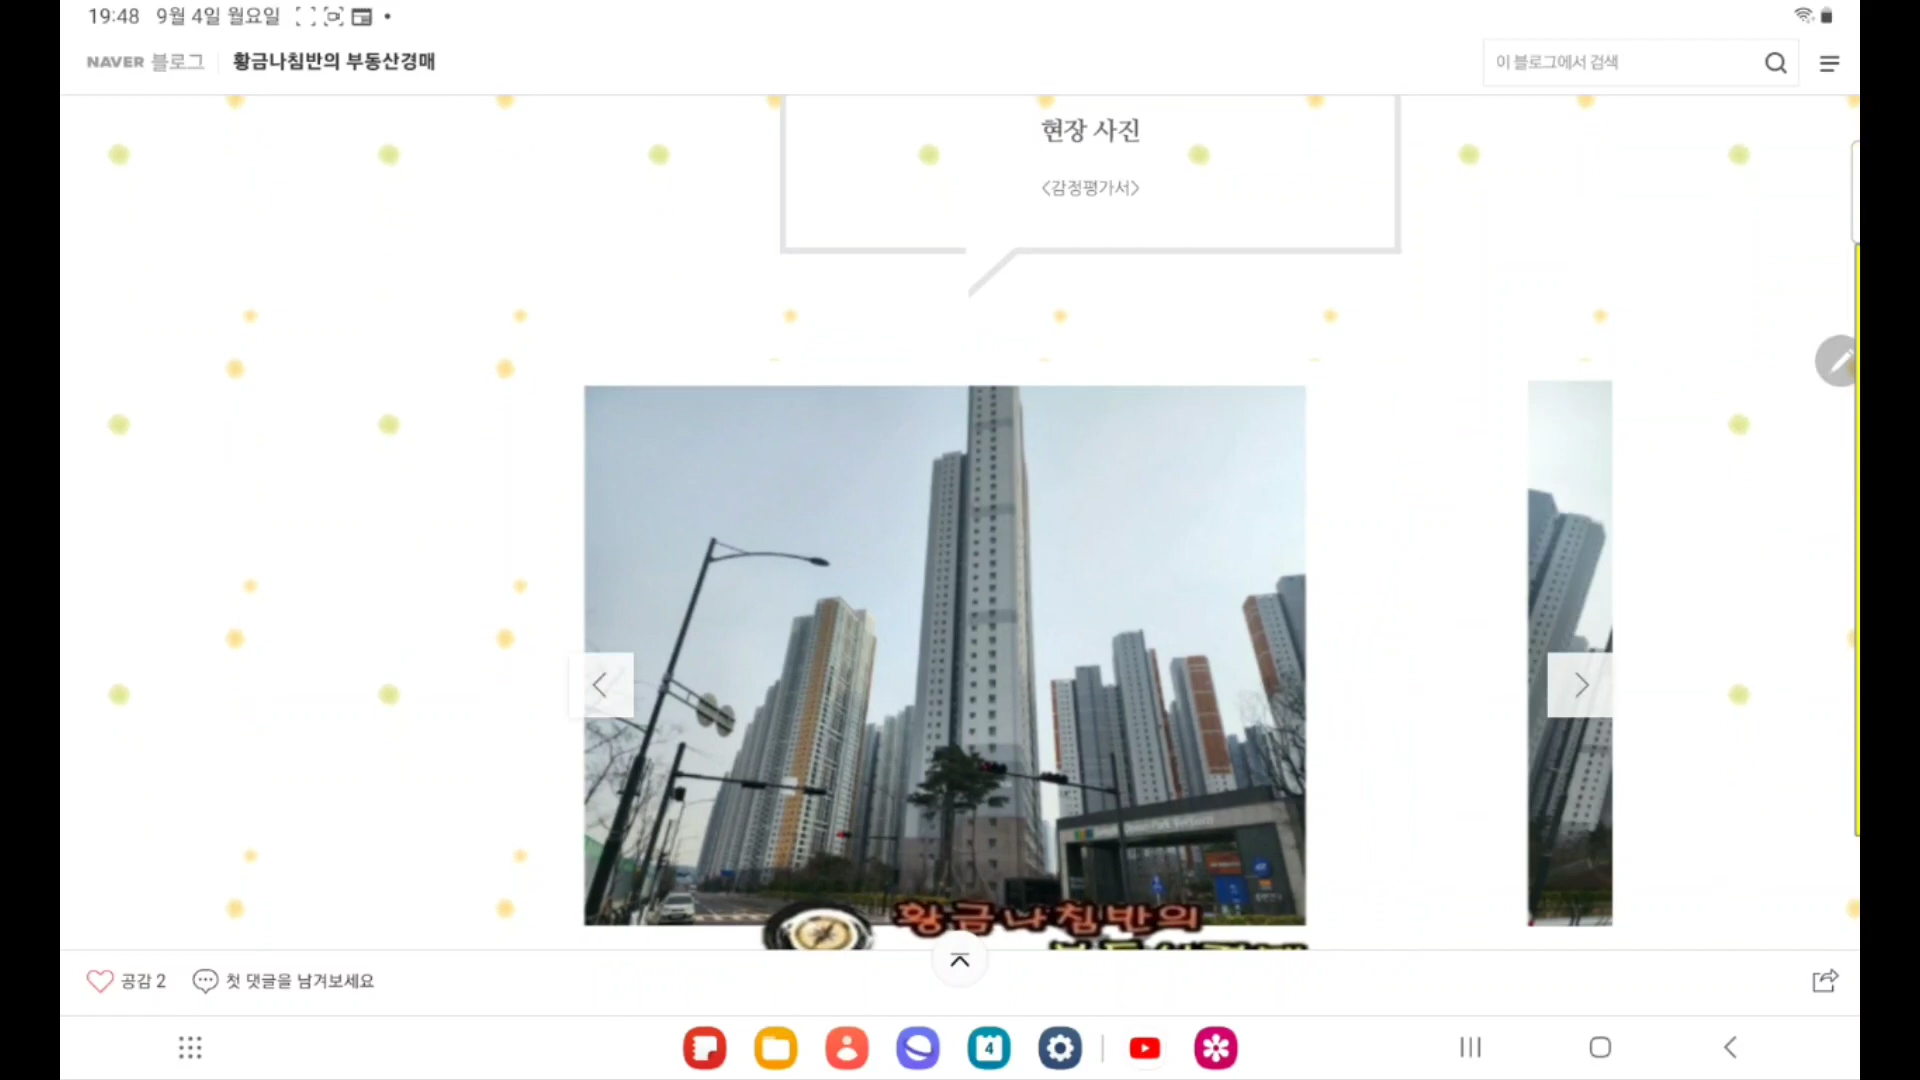 19:48 9월 4일 월요일
NAVER 블로그 황금나침반의 부동산경매
이 블로그에서 검색
현장 사진
<감정평가서>
황금나침반의
공감 2 첫 댓글을 남겨보세요
4